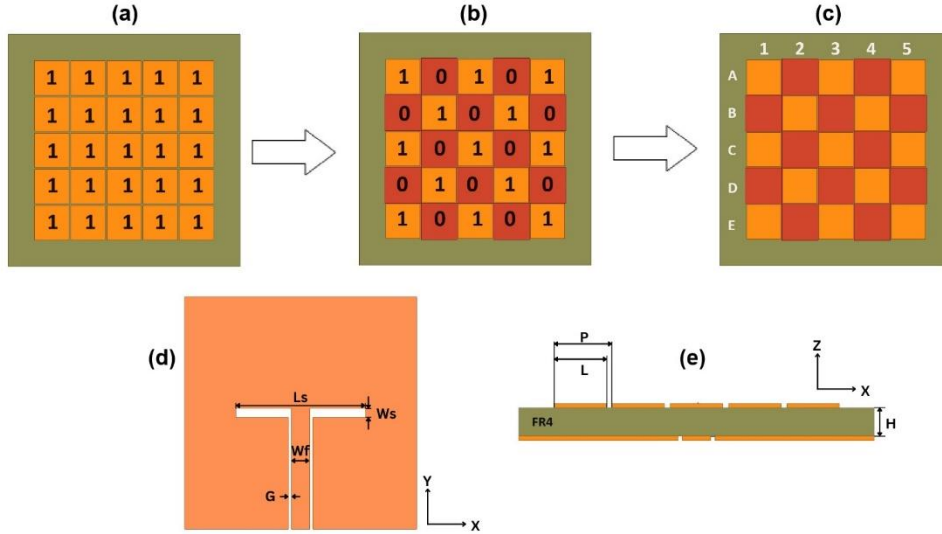 (a) (b) (c)
1 2 3 4 5
1 1 1 1 1 1 0 1 0 1 A
1 1 1 1 1 0 1 0 1 0 B
1 1 1 1 1 1 0 1 0 1 C
1 1 1 1 1 0 1 0 1 0 D
1 1 1 1 1 1 0 1 0 1 E
(d)
Ls
Ws
Wf
G
Y
X
(e)
P
L
Z
X
FR4
H